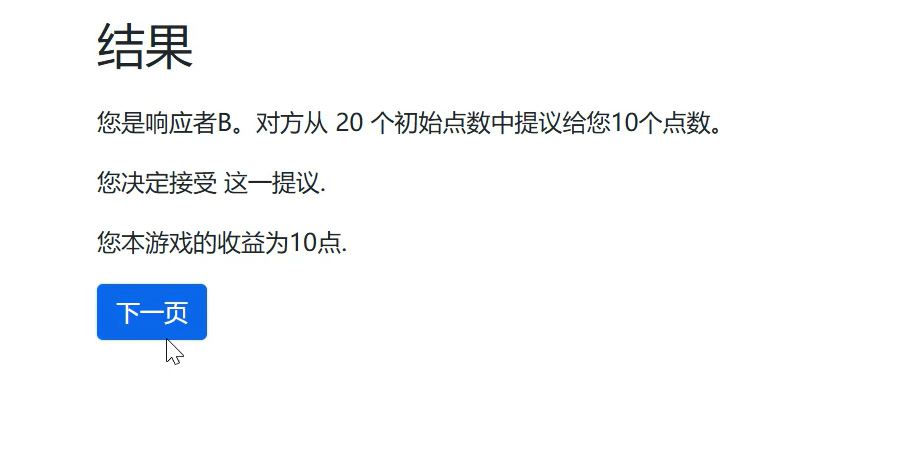 结果
您是响应者B。对方从 20 个初始点数中提议给您10个点数。
您决定接受 这一提议.
您本游戏的收益为10点.
下一页